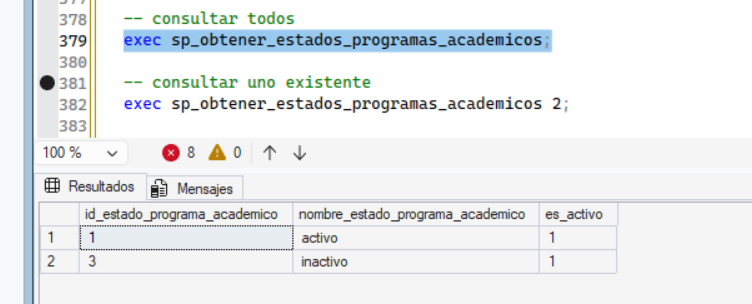 377
378 -- consultar todos
379 exec sp_obtener_estados_programas_academicos;
380
381 -- consultar uno existente
382 exec sp_obtener_estados_programas_academicos 2;
383
100 % 8 0
Resultados Mensajes
id_estado_programa_academico nombre_estado_programa_academico es_activo
1 1 activo 1
2 3 inactivo 1